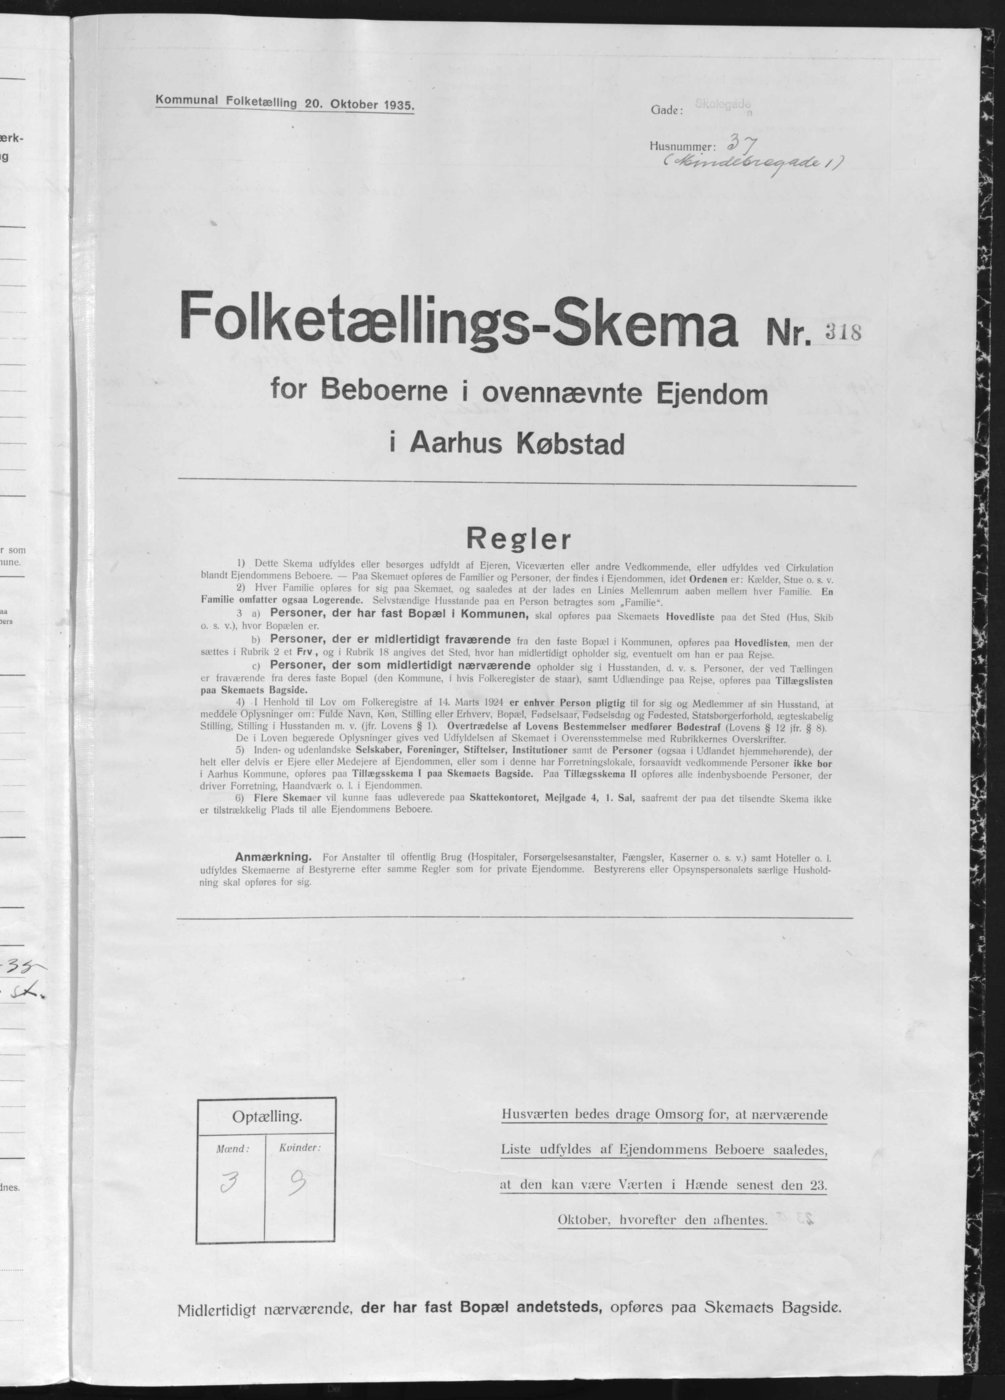 Kommunal Folketælling 20. Oktober 1935.
Gade: Skolegade
Husnummer: 37
(Mindebrogade 1)
Folketællings-Skema Nr. 318
for Beboerne i ovennævnte Ejendom
i Aarhus Købstad
Regler
1) Dette Skema udfyldes eller besørges udfyldt af Ejeren, Viceværten eller andre Vedkommende, eller udfyldes ved Cirkulation
blandt Ejendommens Beboere. — Paa Skemaet opføres de Familier og Personer, der findes i Ejendommen, idet Ordenen er: Kælder, Stue o. s. v.
2) Hver Familie opføres for sig paa Skemaet, og saaledes at der lades en Linies Mellemrum aaben mellem hver Familie. En
Familie omfatter ogsaa Logerende. Selvstændige Husstande paa en Person betragtes som „Familie“.
3 a) Personer, der har fast Bopæl i Kommunen, skal opføres paa Skemaets Hovedliste paa det Sted (Hus, Skib
o. s. v.), hvor Bopælen er.
b) Personer, der er midlertidigt fraværende fra den faste Bopæl i Kommunen, opføres paa Hovedlisten, men der
sættes i Rubrik 2 et Frv, og i Rubrik 18 angives det Sted, hvor han midlertidigt opholder sig, eventuelt om han er paa Rejse.
c) Personer, der som midlertidigt nærværende opholder sig i Husstanden, d. v. s. Personer, der ved Tællingen
er fraværende fra deres faste Bopæl (den Kommune, i hvis Folkeregister de staar), samt Udlændinge paa Rejse, opføres paa Tillægslisten
paa Skemaets Bagside.
4) I Henhold til Lov om Folkeregistre af 14. Marts 1924 er enhver Person pligtig til for sig og Medlemmer af sin Husstand, at
meddele Oplysninger om: Fulde Navn, Køn, Stilling eller Erhverv, Bopæl, Fødselsaar, Fødselsdag og Fødested, Statsborgerforhold, ægteskabelig
Stilling, Stilling i Husstanden m. v. (jfr. Lovens § 1). Overtrædelse af Lovens Bestemmelser medfører Bødestraf (Lovens § 12 jfr. § 8).
De i Loven begærede Oplysninger gives ved Udfyldelsen af Skemaet i Overensstemmelse med Rubrikkernes Overskrifter.
5) Inden- og udenlandske Selskaber, Foreninger, Stiftelser, Institutioner samt de Personer (ogsaa i Udlandet hjemmehørende), der
helt eller delvis er Ejere eller Medejere af Ejendommen, eller som i denne har Forretningslokale, forsaavidt vedkommende Personer ikke bor
i Aarhus Kommune, opføres paa Tillægsskema I paa Skemaets Bagside. Paa Tillægsskema II opføres alle indenbysboende Personer, der
driver Forretning, Haandværk o. l. i Ejendommen.
6) Flere Skemaer vil kunne faas udleverede paa Skattekontoret, Mejlgade 4, 1. Sal, saafremt der paa det tilsendte Skema ikke
er tilstrækkelig Plads til alle Ejendommens Beboere.
Anmærkning. For Anstalter til offentlig Brug (Hospitaler, Forsørgelsesanstalter, Fængsler, Kaserner o. s. v.) samt Hoteller o. l.
udfyldes Skemaerne af Bestyrerne efter samme Regler som for private Ejendomme. Bestyrerens eller Opsynspersonalets særlige Hushold-
ning skal opføres for sig.
Optælling.
Mænd: Kvinder:
3 9
Husværten bedes drage Omsorg for, at nærværende
Liste udfyldes af Ejendommens Beboere saaledes,
at den kan være Værten i Hænde senest den 23.
Oktober, hvorefter den afhentes.
Midlertidigt nærværende, der har fast Bopæl andetsteds, opføres paa Skemaets Bagside.